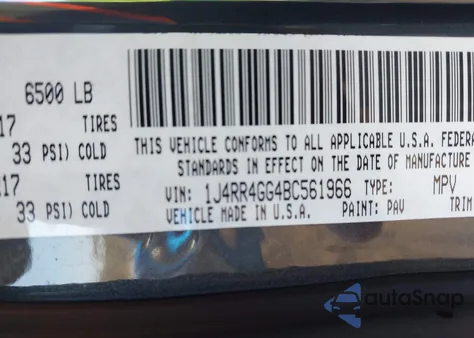 6500 LB
17 TIRES
33 PSI) COLD
17 TIRES
33 PSI) COLD
THIS VEHICLE CONFORMS TO ALL APPLICABLE U.S.A. FEDERA
STANDARDS IN EFFECT ON THE DATE OF MANUFACTURE
VIN: 1J4RR4GG4BC561966 TYPE: MPV
VEHICLE MADE IN U.S.A. PAINT: PAV TRIM
autoSnap